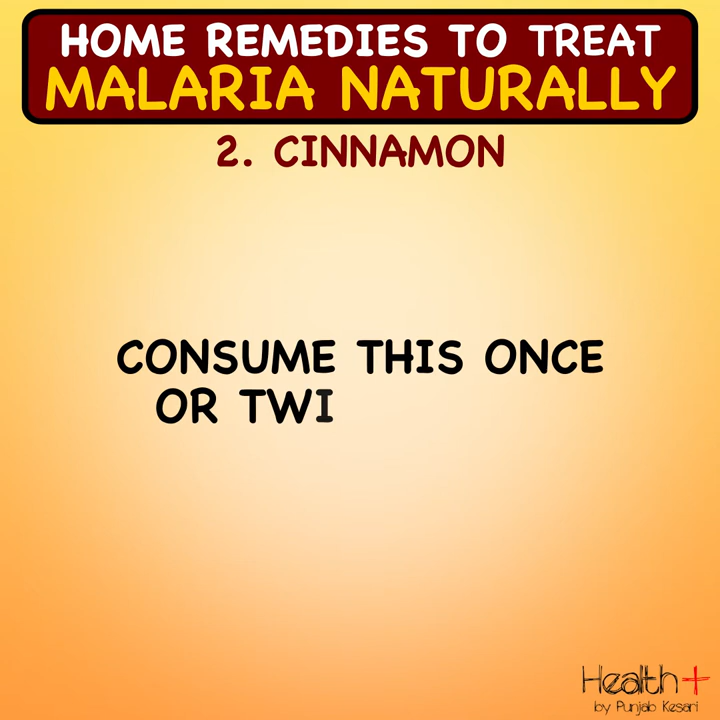 HOME REMEDIES TO TREAT
MALARIA NATURALLY
2. CINNAMON
CONSUME THIS ONCE
OR TWI
Health+
by Punjab Kesari